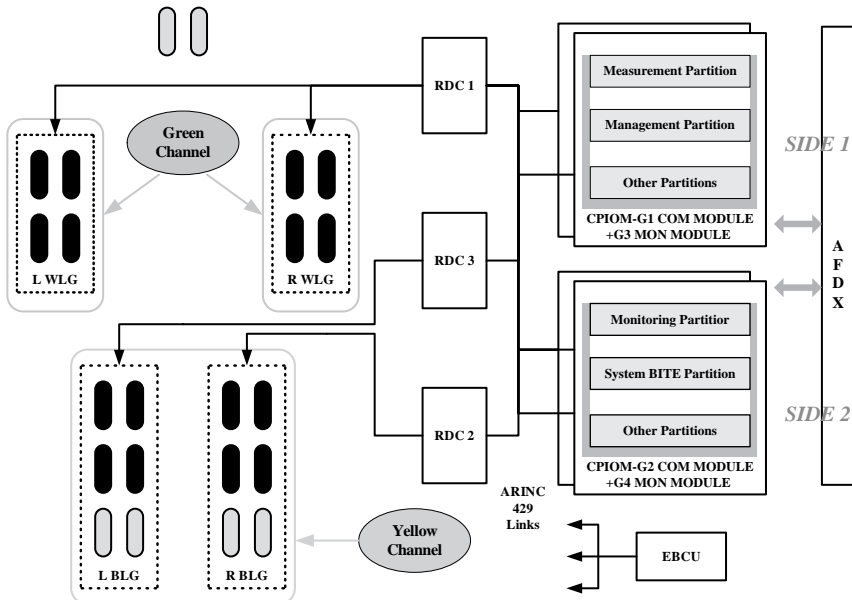 RDC 1
Measurement Partition
Green
Channel
Management Partition
SIDE 1
Other Partitions
CPIOM-G1 COM MODULE
+G3 MON MODULE
L WLG
R WLG
RDC 3
A
F
D
X
Monitoring Partitior
System BITE Partition
SIDE 2
RDC 2
Other Partitions
CPIOM-G2 COM MODULE
+G4 MON MODULE
ARINC
429
Links
Yellow
Channel
EBCU
L BLG
R BLG